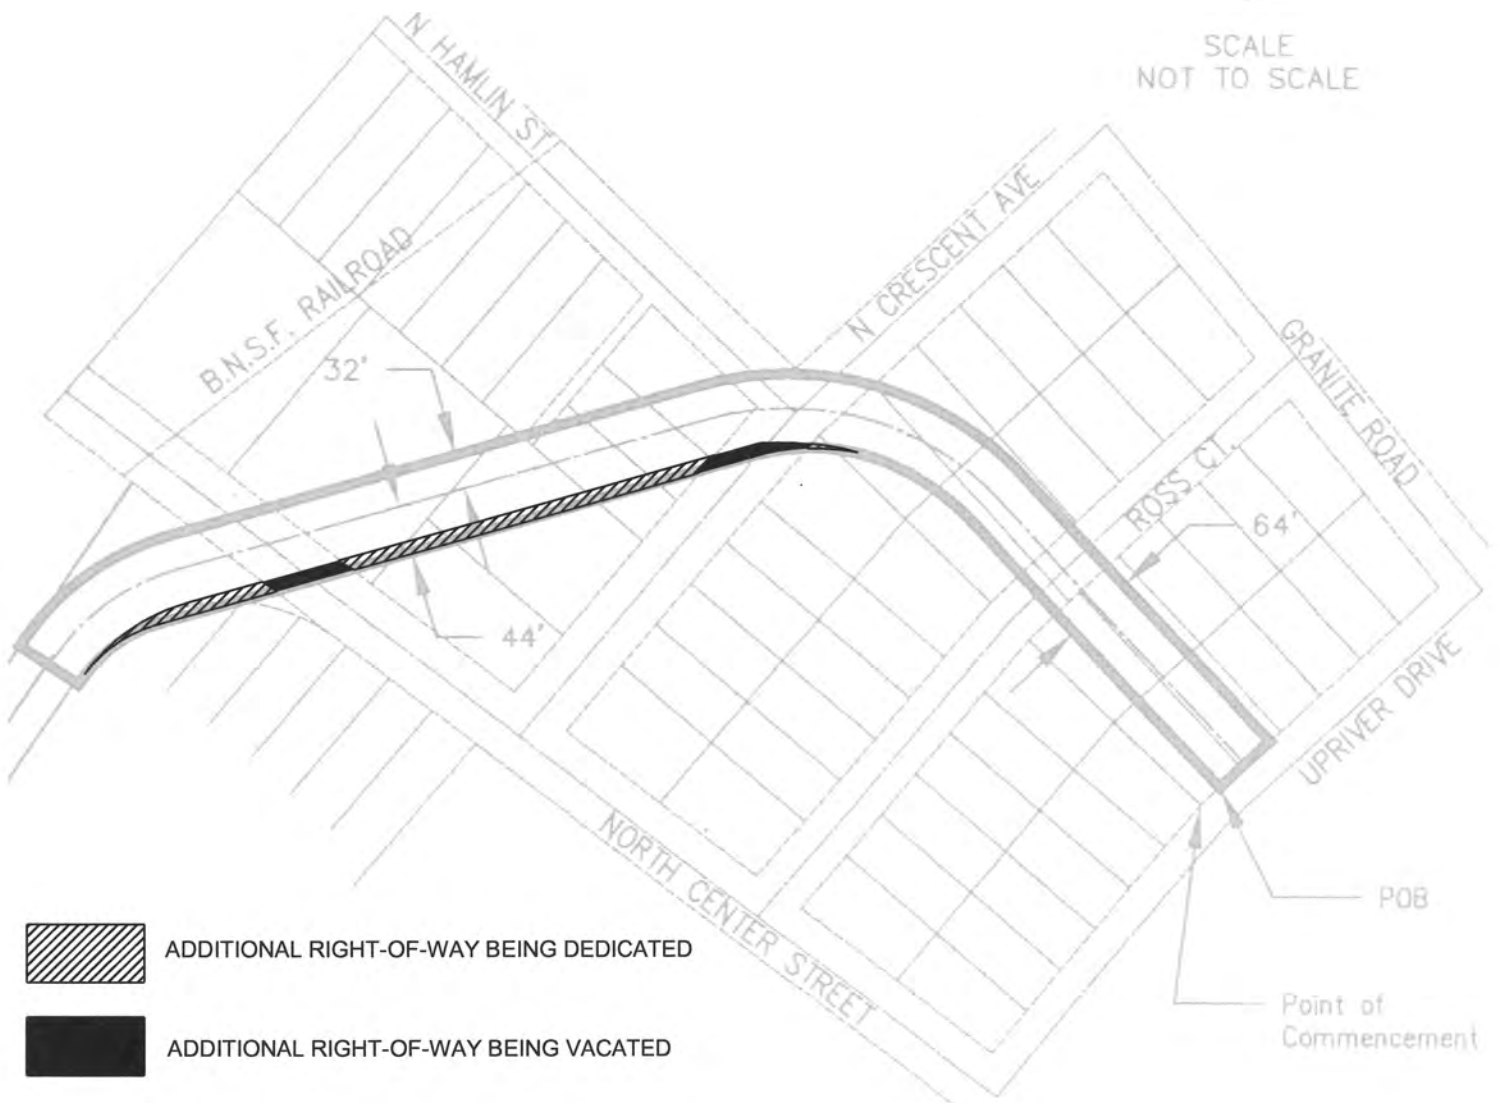 SCALE
NOT TO SCALE
N HAMLIN ST
N CRESCENT AVE
B.N.S.F. RAILROAD
GRANITE ROAD
32'
ROSS CT.
64'
44'
UPRIVER DRIVE
NORTH CENTER STREET
POB
ADDITIONAL RIGHT-OF-WAY BEING DEDICATED
Point of
Commencement
ADDITIONAL RIGHT-OF-WAY BEING VACATED